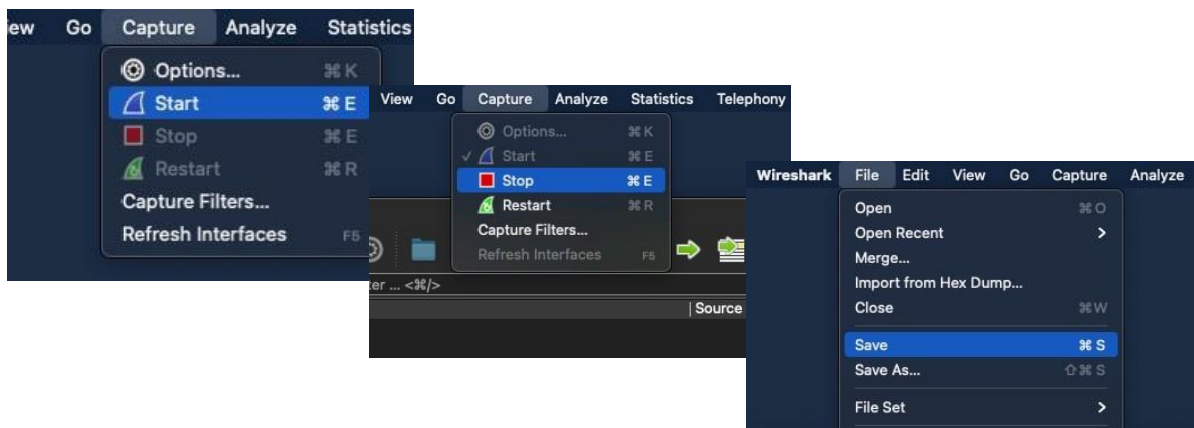 iew Go Capture Analyze Statistics
Options... ⌘ K
Start ⌘ E
Stop ⌘ E
Restart ⌘ R
Capture Filters...
Refresh Interfaces F5
View Go Capture Analyze Statistics Telephony
Options... ⌘ K
✓ Start ⌘ E
Stop ⌘ E
Restart ⌘ R
Capture Filters...
Refresh Interfaces F5
ter ... <⌘/>
Source
Wireshark File Edit View Go Capture Analyze
Open ⌘ O
Open Recent >
Merge...
Import from Hex Dump...
Close ⌘ W
Save ⌘ S
Save As... ⇧ ⌘ S
File Set >